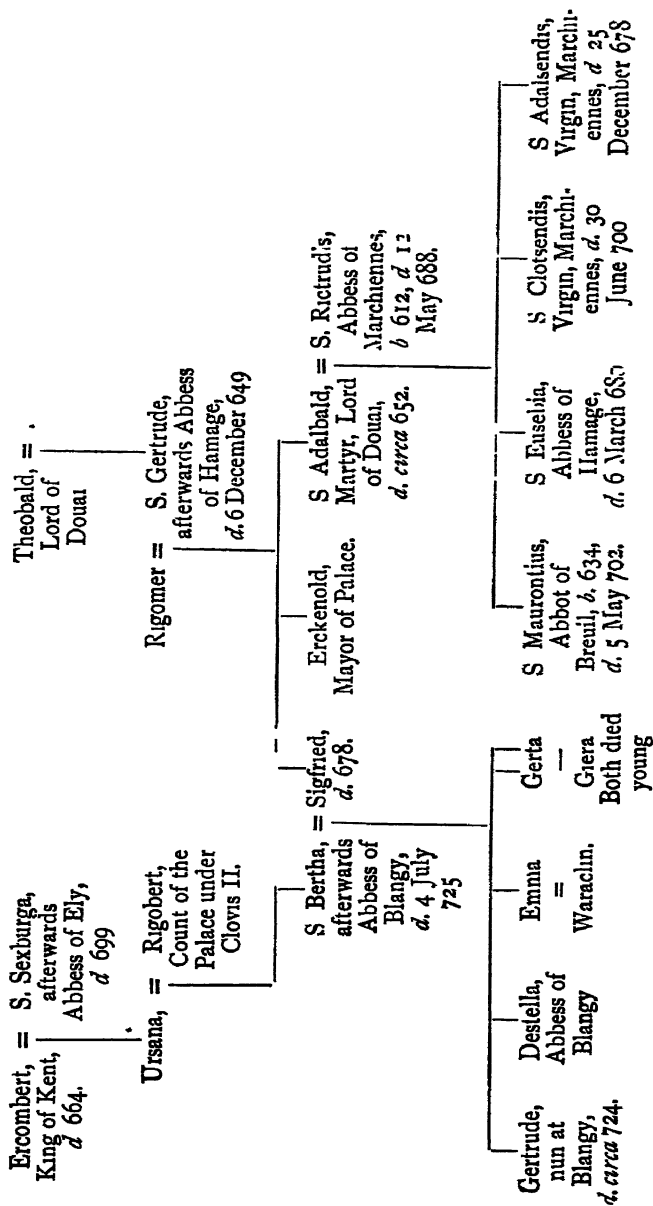 Ercombert, = S. Sexburga,
King of Kent, afterwards
d 664. Abbess of Ely,
d 699
Theobald, = .
Lord of
Douai
Ursana, = Rigobert,
Count of the
Palace under
Clovis II.
Rigomer = S. Gertrude,
afterwards Abbess
of Hamage,
d. 6 December 649
S Bertha, = Sigfried,
afterwards d. 678.
Abbess of
Blangy,
d. 4 July
725
Erckenold,
Mayor of Palace.
S Adalbald, = S. Rictrudis,
Martyr, Lord Abbess of
of Douai, Marchiennes,
d. circa 652. b 612, d 12
May 688.
Gertrude,
nun at
Blangy,
d. circa 724.
Destella,
Abbess of
Blangy
Emma
=
Waraclin.
Gerta
—
Giera
Both died
young
S Maurontius,
Abbot of
Breuil, b. 634,
d. 5 May 702.
S Eusebia,
Abbess of
Hamage,
d. 6 March 680
S Clotsendis,
Virgin, Marchi-
ennes, d. 30
June 700
S Adalsendis,
Virgin, Marchi-
ennes, d 25
December 678